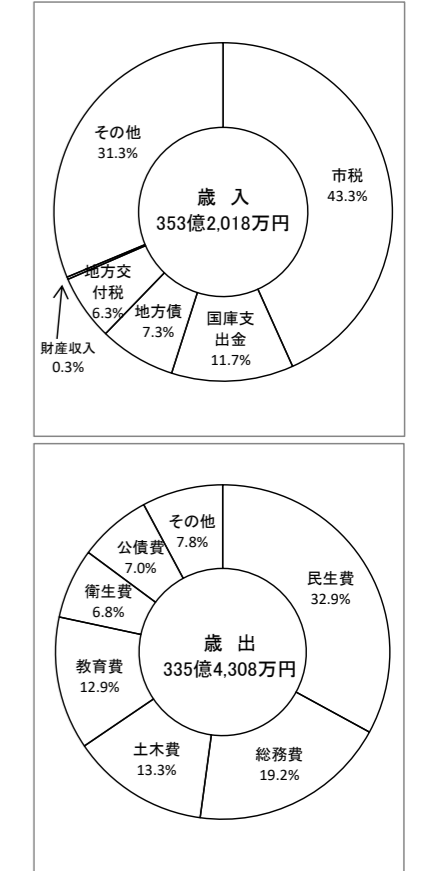 その他
31.3%
市税
43.3%
歳 入
353億2,018万円
地方交
付税
6.3%
地方債
7.3%
国庫支
出金
11.7%
財産収入
0.3%
その他
7.8%
公債費
7.0%
民生費
32.9%
衛生費
6.8%
歳 出
335億4,308万円
教育費
12.9%
土木費
13.3%
総務費
19.2%